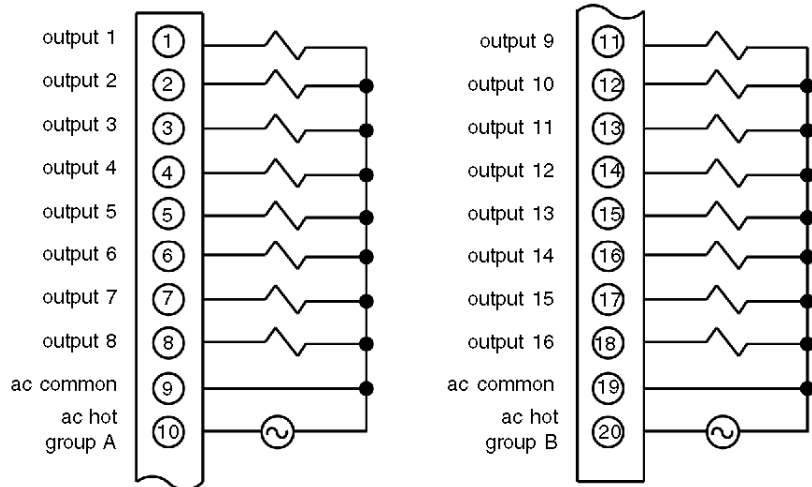 output 1 1
output 2 2
output 3 3
output 4 4
output 5 5
output 6 6
output 7 7
output 8 8
ac common 9
ac hot
group A 10
output 9 11
output 10 12
output 11 13
output 12 14
output 13 15
output 14 16
output 15 17
output 16 18
ac common 19
ac hot
group B 20